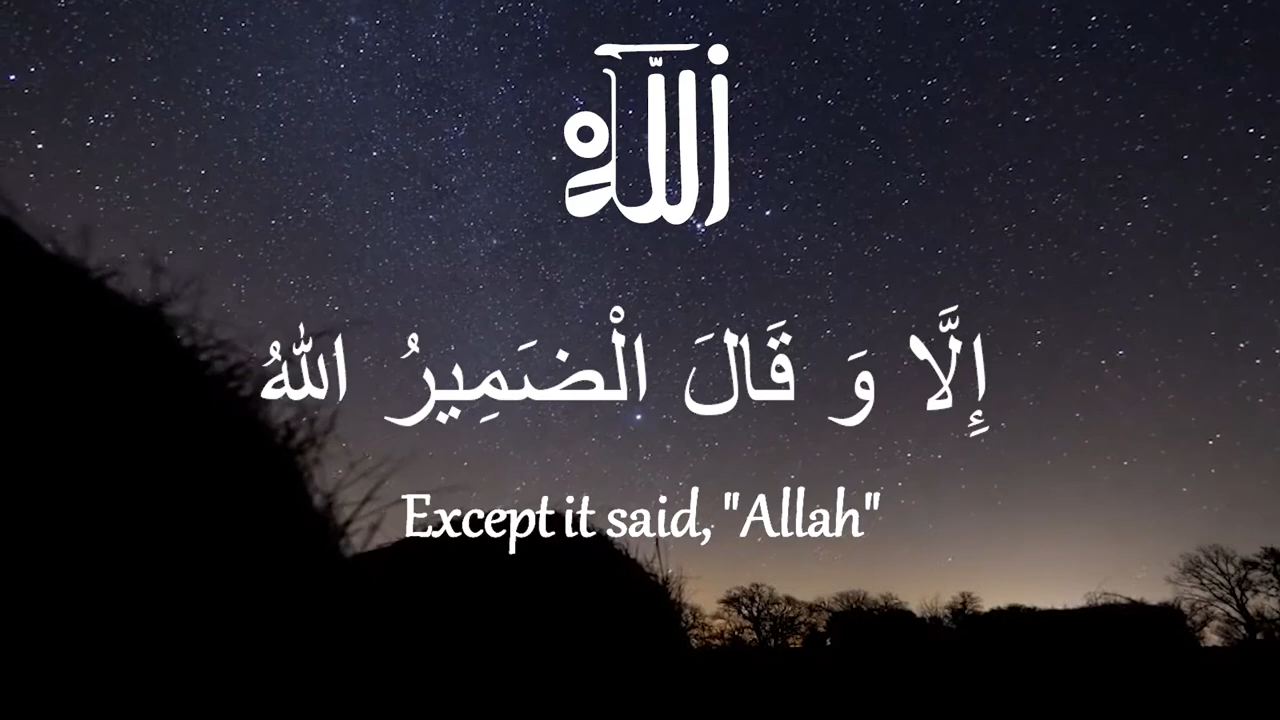 الله
إِلَّا وَ قَالَ الْضَمِيرُ اللهُ
Except it said, "Allah"